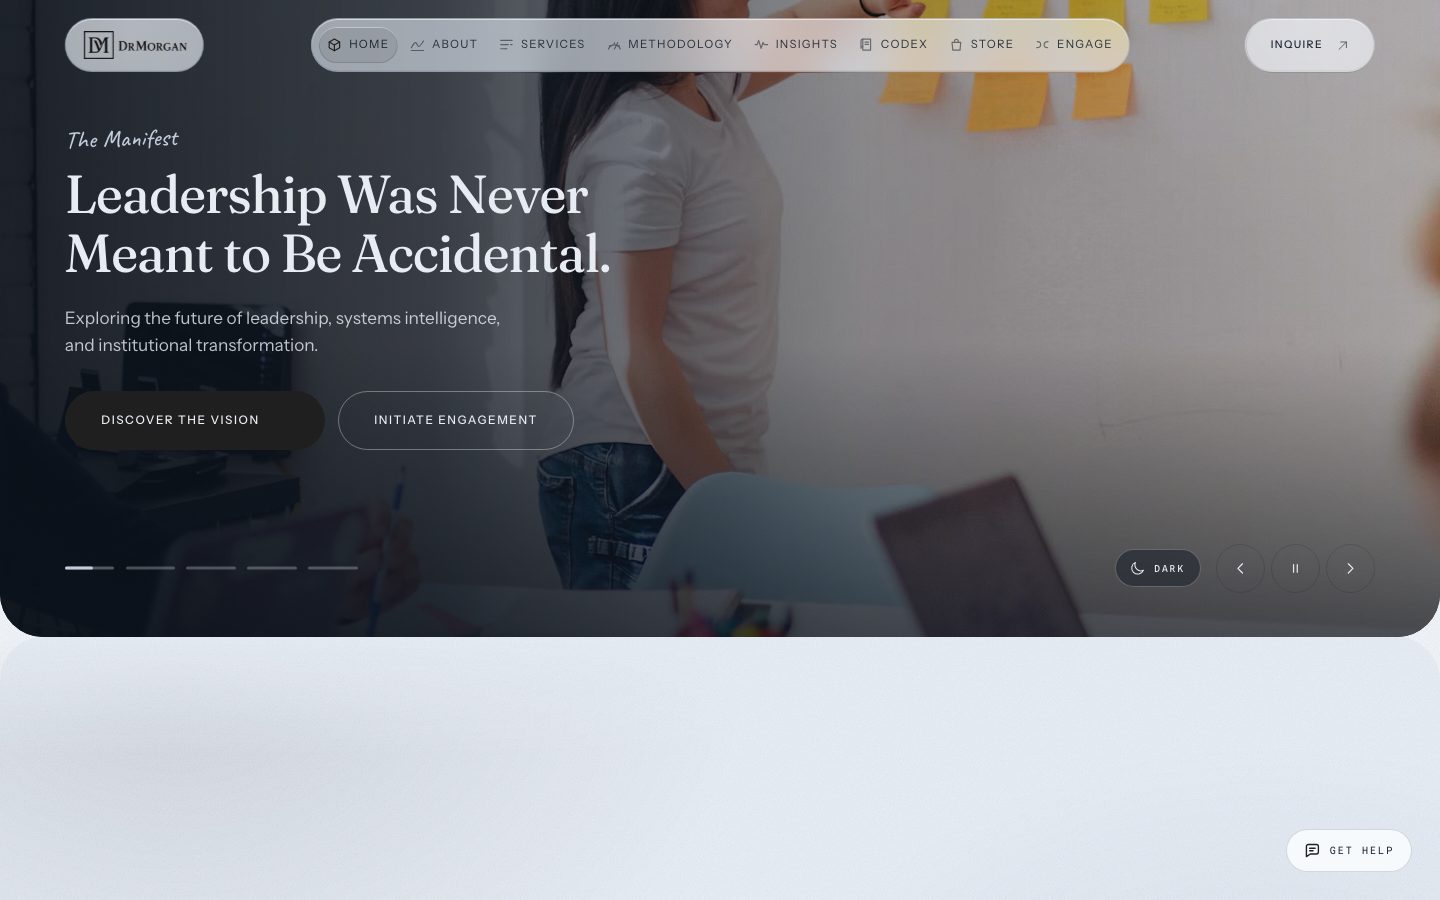 DM DRMORGAN
HOME
ABOUT
SERVICES
METHODOLOGY
INSIGHTS
CODEX
STORE
ENGAGE
INQUIRE
The Manifest
Leadership Was Never
Meant to Be Accidental.
Exploring the future of leadership, systems intelligence,
and institutional transformation.
DISCOVER THE VISION
INITIATE ENGAGEMENT
DARK
GET HELP